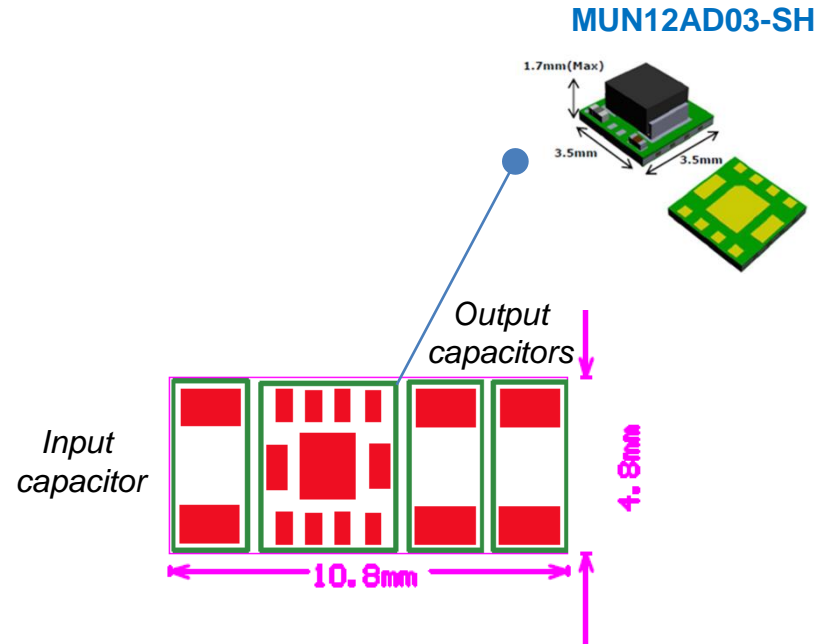 MUN12AD03-SH
1.7mm(Max)
3.5mm
3.5mm
Output
capacitors
Input
capacitor
4.8mm
10.8mm